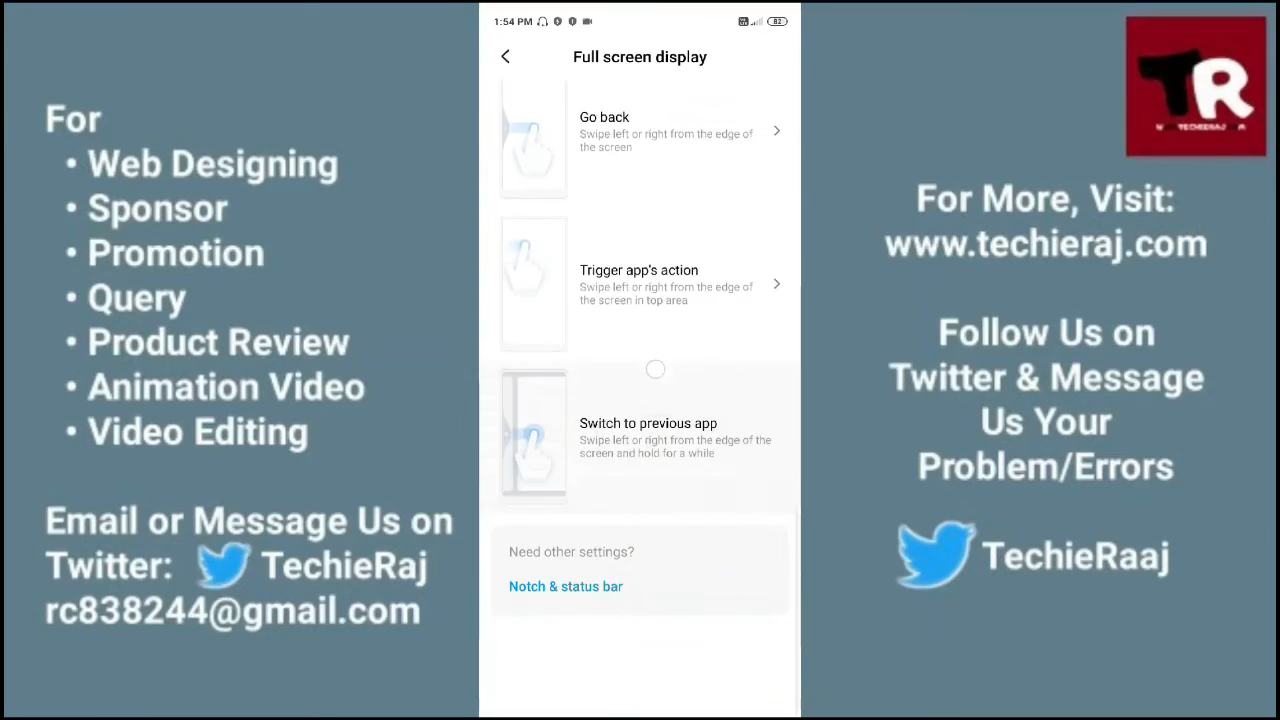 For
• Web Designing
• Sponsor
• Promotion
• Query
• Product Review
• Animation Video
• Video Editing
Email or Message Us on
Twitter: TechieRaj
rc838244@gmail.com
1:54 PM
82
Full screen display
Go back
Swipe left or right from the edge of
the screen
Trigger app's action
Swipe left or right from the edge of
the screen in top area
Switch to previous app
Swipe left or right from the edge of the
screen and hold for a while
Need other settings?
Notch & status bar
TR
For More, Visit:
www.techieraj.com
Follow Us on
Twitter & Message
Us Your
Problem/Errors
TechieRaaj